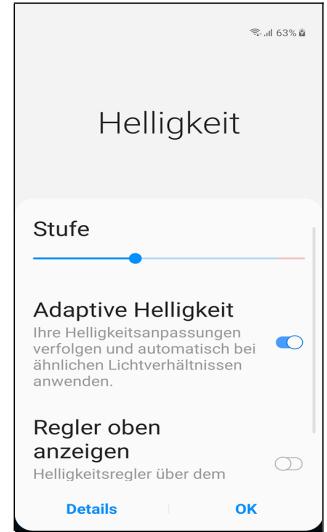 63%
Helligkeit
Stufe
Adaptive Helligkeit
Ihre Helligkeitsanpassungen
verfolgen und automatisch bei
ähnlichen Lichtverhältnissen
anwenden.
Regler oben
anzeigen
Helligkeitsregler über dem
Details
OK